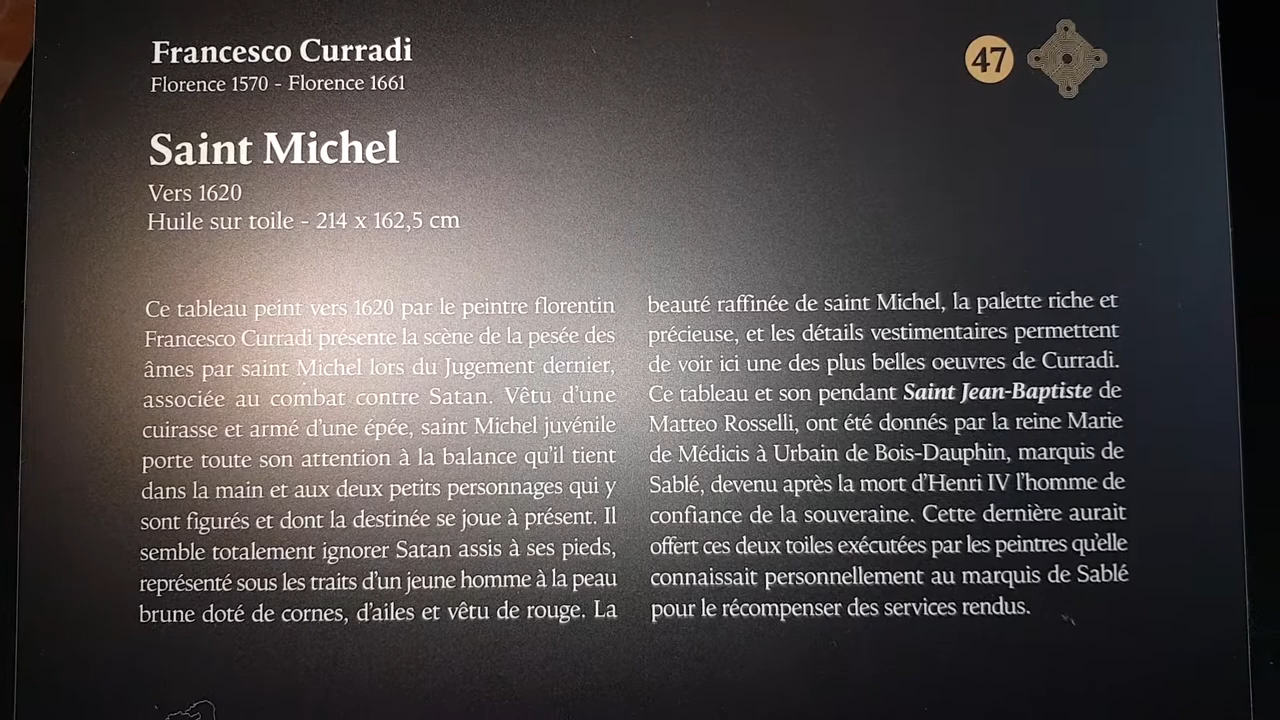 Francesco Curradi
Florence 1570 - Florence 1661
47
Saint Michel
Vers 1620
Huile sur toile - 214 x 162,5 cm
Ce tableau peint vers 1620 par le peintre florentin
Francesco Curradi présente la scène de la pesée des
âmes par saint Michel lors du Jugement dernier,
associée au combat contre Satan. Vêtu d'une
cuirasse et armé d'une épée, saint Michel juvénile
porte toute son attention à la balance qu'il tient
dans la main et aux deux petits personnages qui y
sont figurés et dont la destinée se joue à présent. Il
semble totalement ignorer Satan assis à ses pieds,
représenté sous les traits d'un jeune homme à la peau
brune doté de cornes, d'ailes et vêtu de rouge. La
beauté raffinée de saint Michel, la palette riche et
précieuse, et les détails vestimentaires permettent
de voir ici une des plus belles oeuvres de Curradi.
Ce tableau et son pendant Saint Jean-Baptiste de
Matteo Rosselli, ont été donnés par la reine Marie
de Médicis à Urbain de Bois-Dauphin, marquis de
Sablé, devenu après la mort d'Henri IV l'homme de
confiance de la souveraine. Cette dernière aurait
offert ces deux toiles exécutées par les peintres qu'elle
connaissait personnellement au marquis de Sablé
pour le récompenser des services rendus.